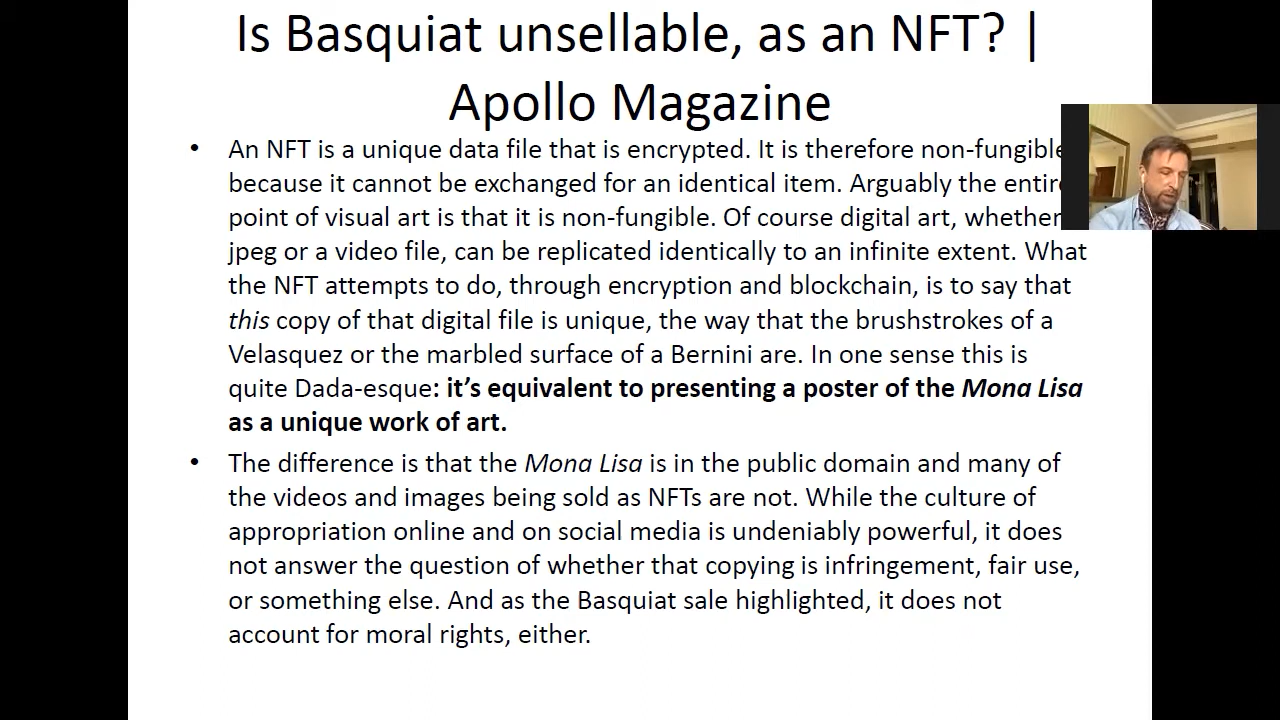 Is Basquiat unsellable, as an NFT? |
Apollo Magazine
• An NFT is a unique data file that is encrypted. It is therefore non-fungible
because it cannot be exchanged for an identical item. Arguably the entire
point of visual art is that it is non-fungible. Of course digital art, whether
jpeg or a video file, can be replicated identically to an infinite extent. What
the NFT attempts to do, through encryption and blockchain, is to say that
this copy of that digital file is unique, the way that the brushstrokes of a
Velasquez or the marbled surface of a Bernini are. In one sense this is
quite Dada-esque: it’s equivalent to presenting a poster of the Mona Lisa
as a unique work of art.
• The difference is that the Mona Lisa is in the public domain and many of
the videos and images being sold as NFTs are not. While the culture of
appropriation online and on social media is undeniably powerful, it does
not answer the question of whether that copying is infringement, fair use,
or something else. And as the Basquiat sale highlighted, it does not
account for moral rights, either.